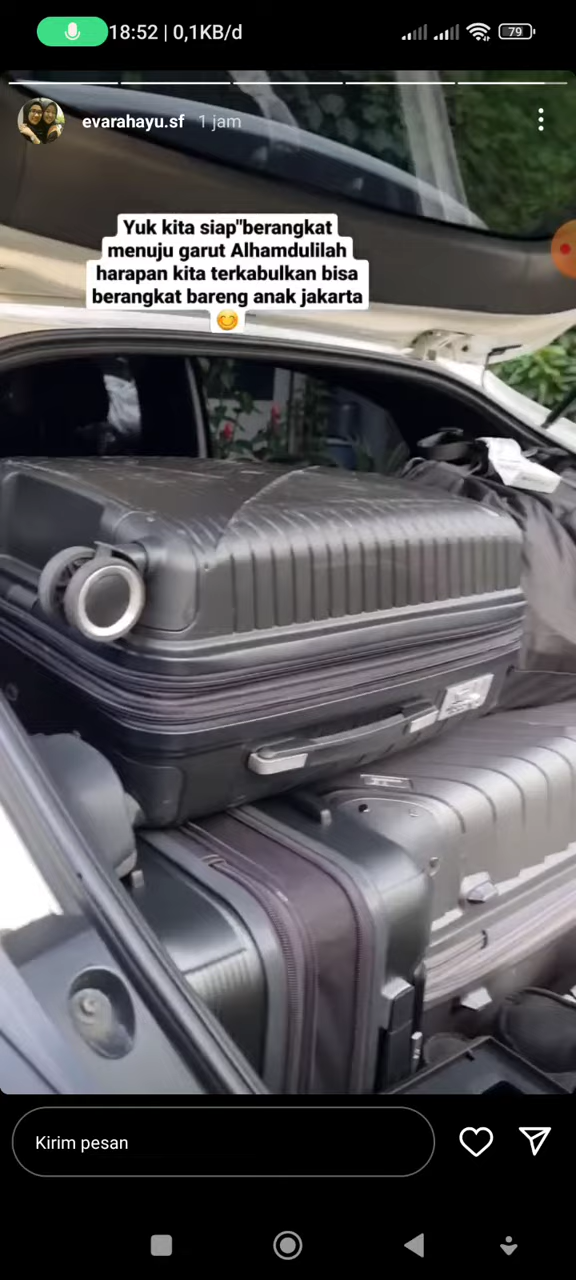 18:52 | 0,1KB/d
79
evarahayu.sf 1 jam
Yuk kita siap"berangkat
menuju garut Alhamdulilah
harapan kita terkabulkan bisa
berangkat bareng anak jakarta
😊
Kirim pesan